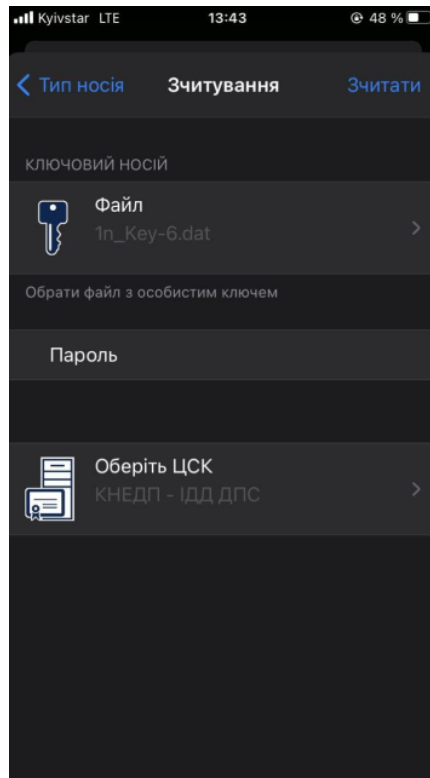 Kyivstar LTE 13:43 48 %
Тип носія Зчитування Зчитати
КЛЮЧОВИЙ НОСІЙ
Файл
1n_Key-6.dat
Обрати файл з особистим ключем
Пароль
Оберіть ЦСК
КНЕДП - ІДД ДПС